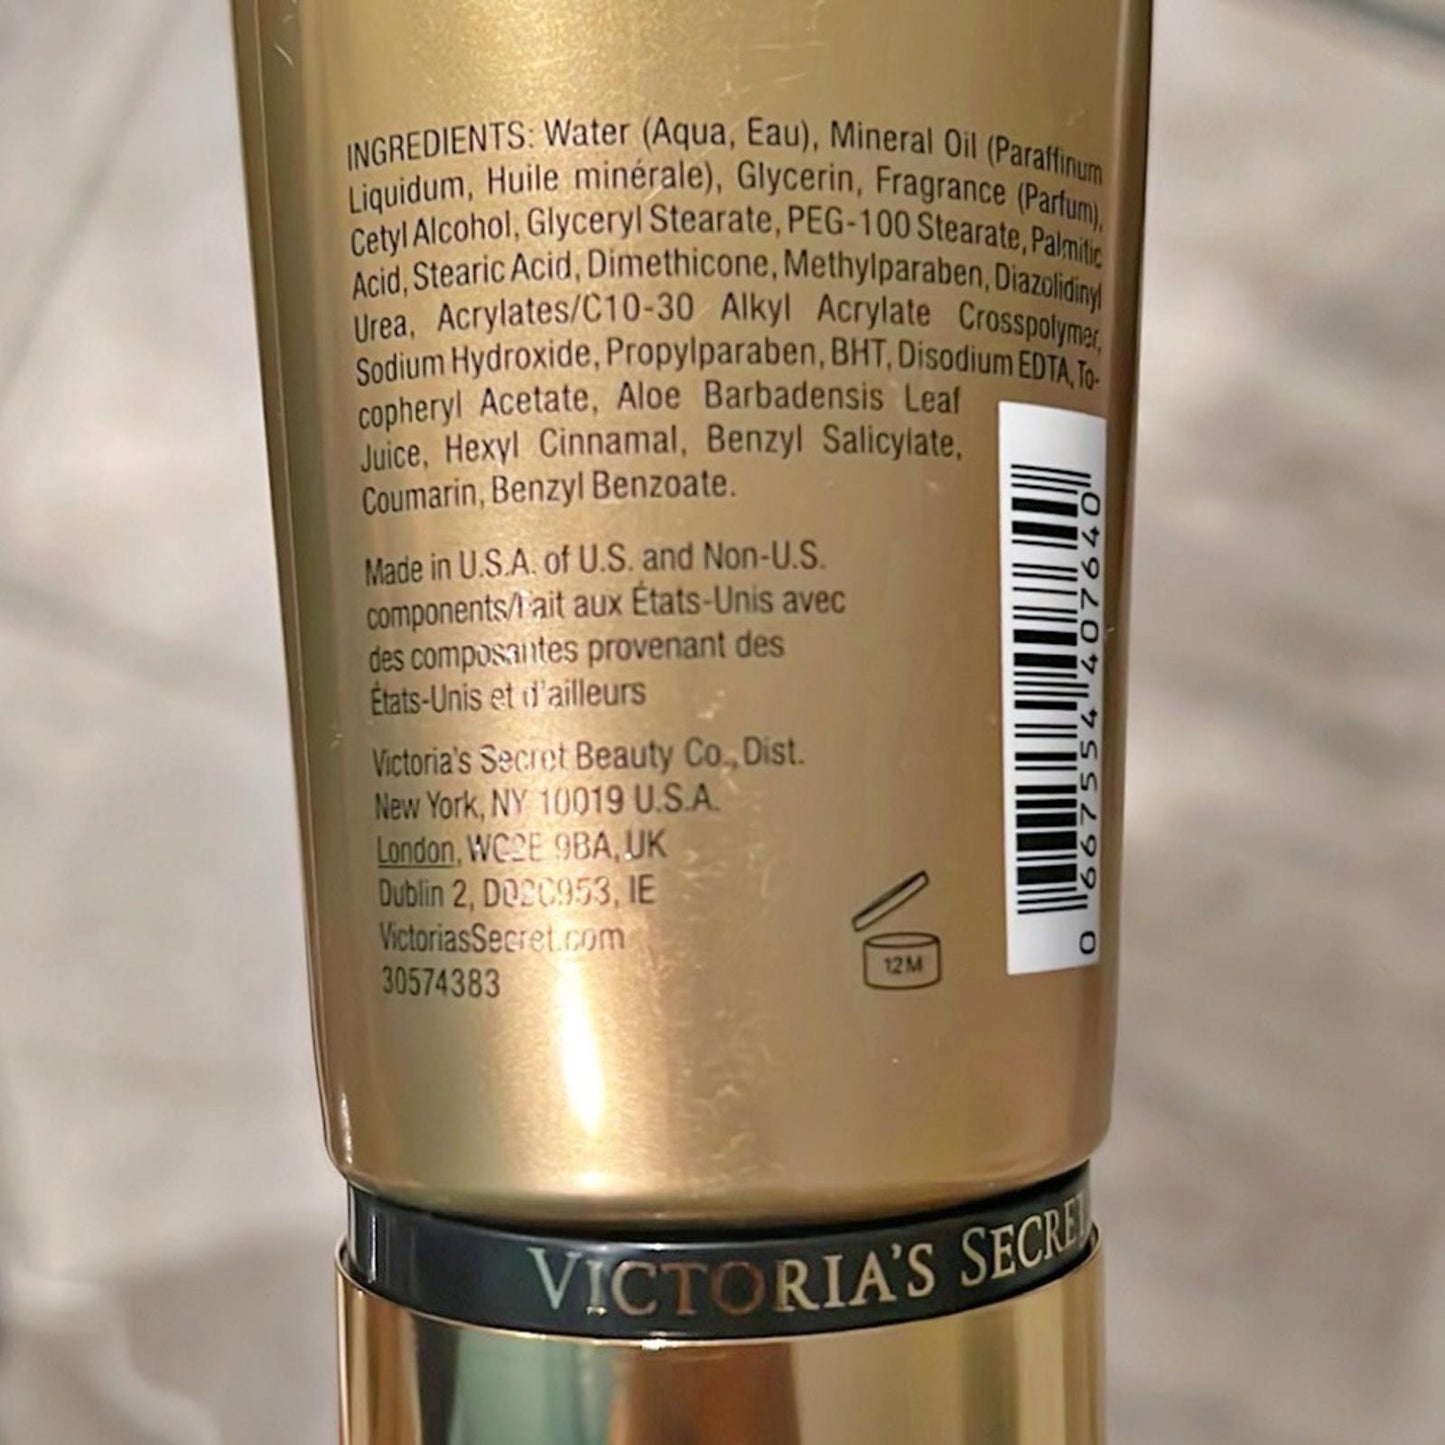 INGREDIENTS: Water (Aqua, Eau), Mineral Oil (Paraffinum
Liquidum, Huile minérale), Glycerin, Fragrance (Parfum),
Cetyl Alcohol, Glyceryl Stearate, PEG-100 Stearate, Palmitic
Acid, Stearic Acid, Dimethicone, Methylparaben, Diazolidinyl
Urea, Acrylates/C10-30 Alkyl Acrylate Crosspolymer,
Sodium Hydroxide, Propylparaben, BHT, Disodium EDTA, To-
copheryl Acetate, Aloe Barbadensis Leaf
Juice, Hexyl Cinnamal, Benzyl Salicylate,
Coumarin, Benzyl Benzoate.
Made in U.S.A. of U.S. and Non-U.S.
components/Fait aux États-Unis avec
des composantes provenant des
États-Unis et d'ailleurs
Victoria's Secret Beauty Co., Dist.
New York, NY 10019 U.S.A.
London, WC2E 9BA, UK
Dublin 2, D02C953, IE
VictoriasSecret.com
30574383
12M
0 667554 407640
VICTORIA'S SECRET